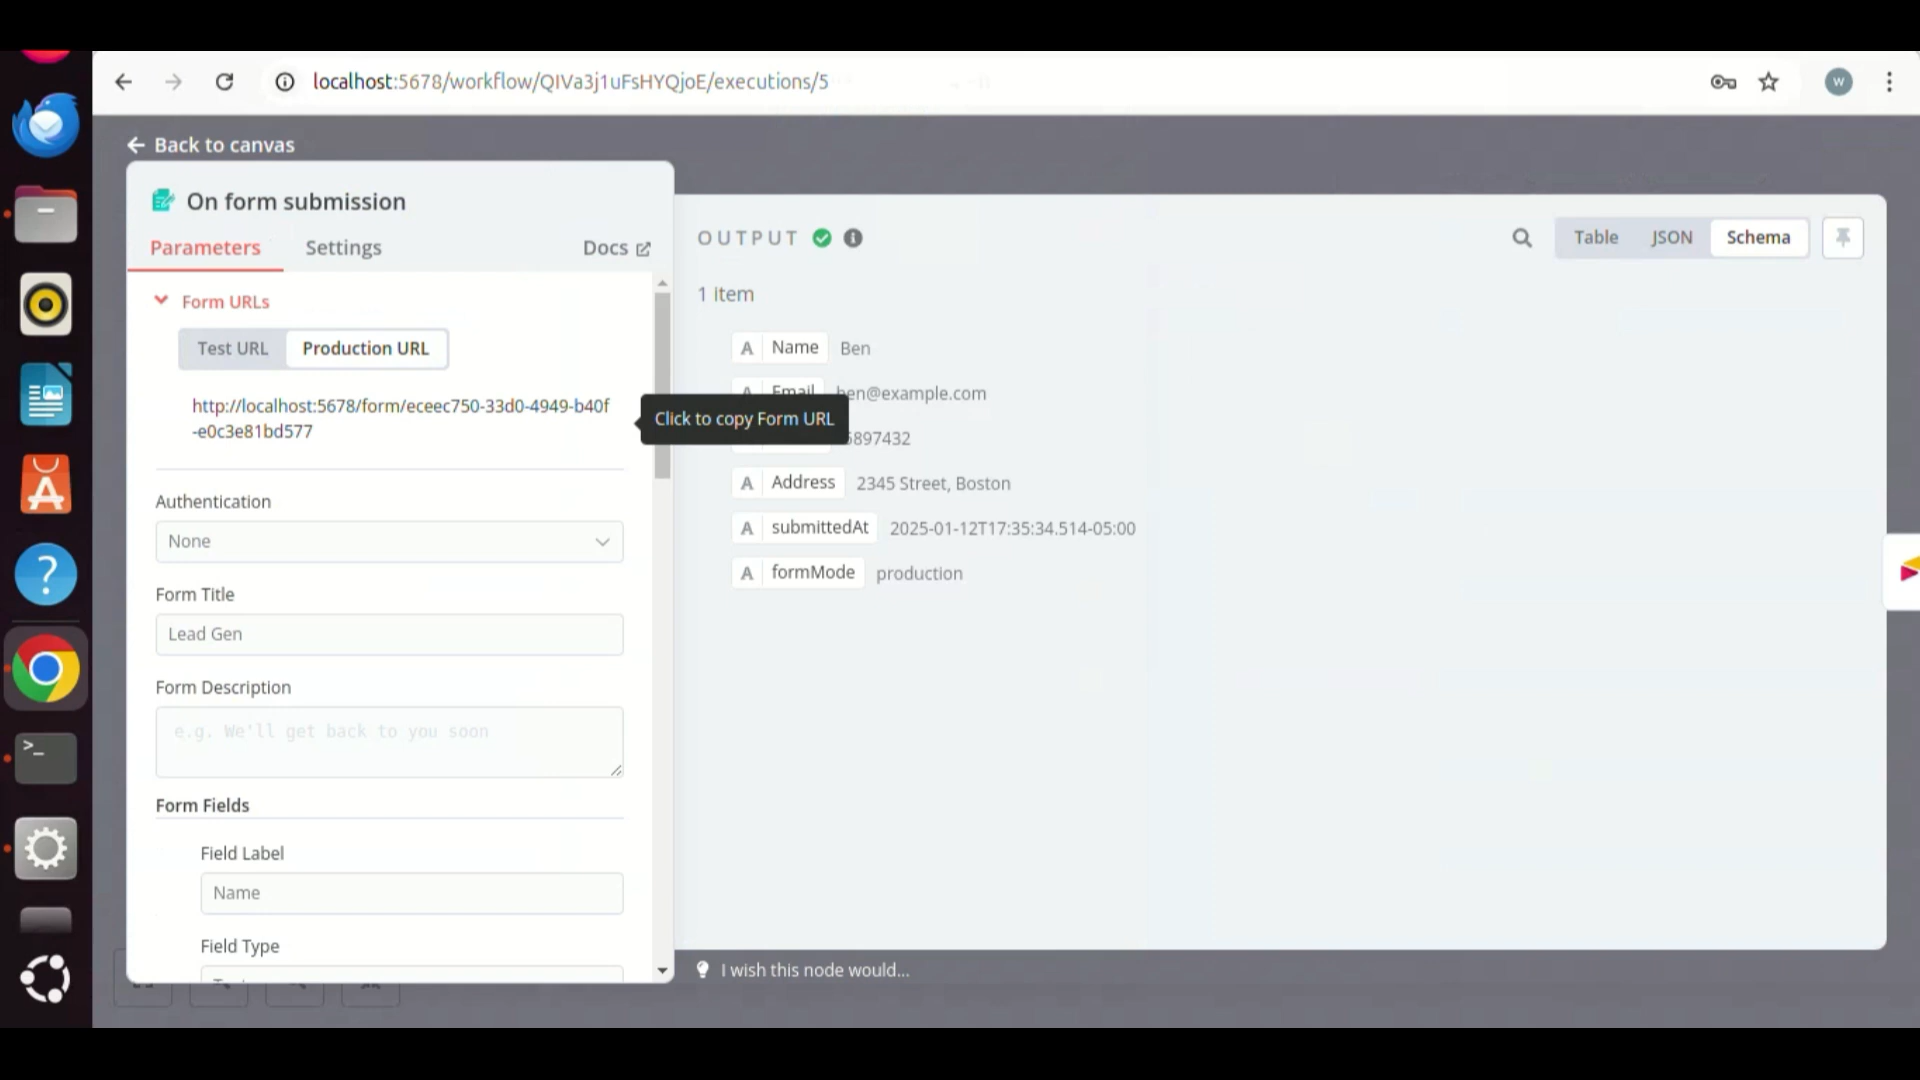 localhost:5678/workflow/QIVa3j1uFsHYQjoE/executions/5
W
Back to canvas
On form submission
Parameters
Settings
Docs
Form URLs
Test URL
Production URL
http://localhost:5678/form/eceec750-33d0-4949-b40f
-e0c3e81bd577
Click to copy Form URL
Authentication
None
Form Title
Lead Gen
Form Description
e.g. We'll get back to you soon
Form Fields
Field Label
Name
Field Type
OUTPUT
Table
JSON
Schema
1 item
A Name Ben
A Email ben@example.com
5897432
A Address 2345 Street, Boston
A submittedAt 2025-01-12T17:35:34.514-05:00
A formMode production
I wish this node would...